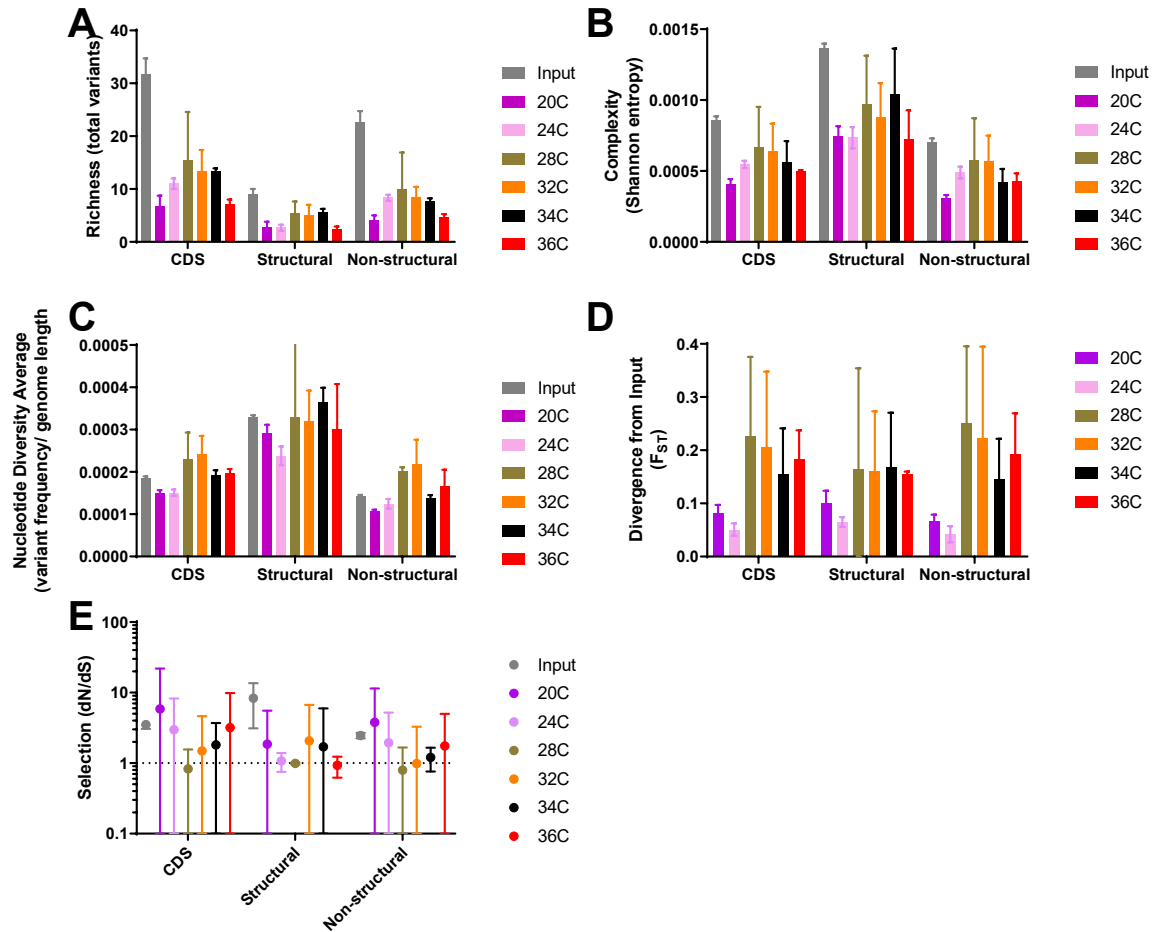 A
Richness (total variants)
40
30
20
10
0
CDS
Structural
Non-structural
Input
20C
24C
28C
32C
34C
36C
B
Complexity
(Shannon entropy)
0.0015
0.0010
0.0005
0.0000
CDS
Structural
Non-structural
Input
20C
24C
28C
32C
34C
36C
C
Nucleotide Diversity Average
(variant frequency/ genome length
0.0005
0.0004
0.0003
0.0002
0.0001
0.0000
CDS
Structural
Non-structural
Input
20C
24C
28C
32C
34C
36C
D
Divergence from Input
(FST)
0.4
0.3
0.2
0.1
0.0
CDS
Structural
Non-structural
20C
24C
28C
32C
34C
36C
E
Selection (dN/dS)
100
10
1
0.1
CDS
Structural
Non-structural
Input
20C
24C
28C
32C
34C
36C